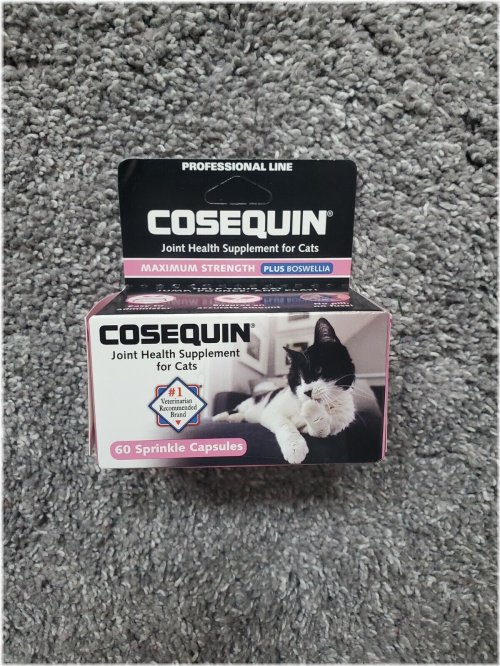 PROFESSIONAL LINE
COSEQUIN®
Joint Health Supplement for Cats
MAXIMUM STRENGTH PLUS BOSWELLIA
COSEQUIN®
Joint Health Supplement
for Cats
#1
Veterinarian
Recommended
Brand
60 Sprinkle Capsules